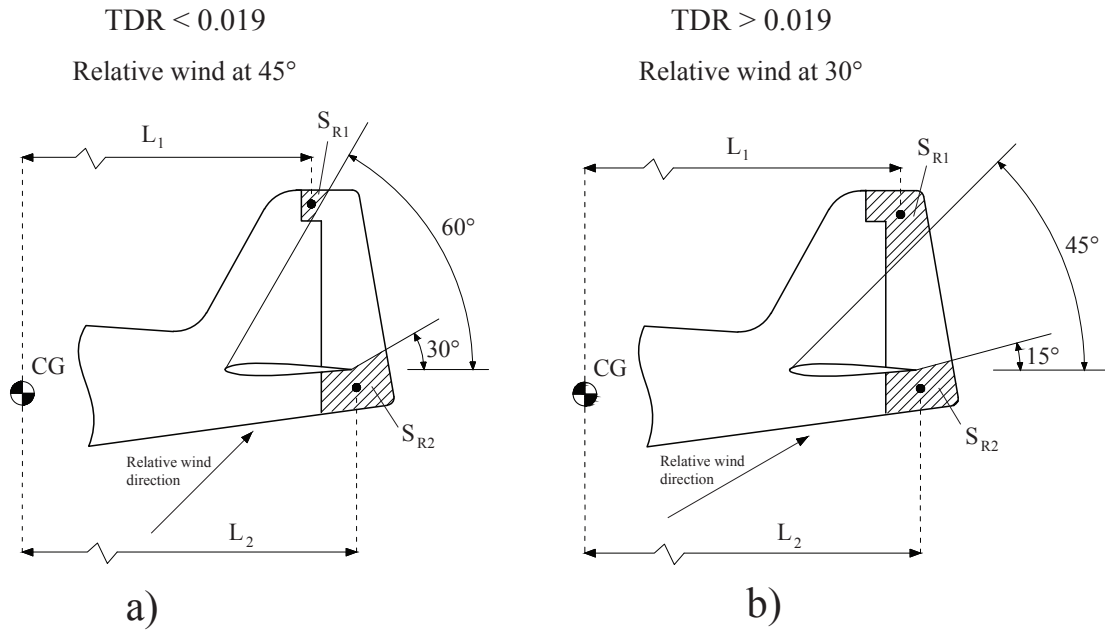 TDR < 0.019
Relative wind at 45°
L1
SR1
60°
30°
CG
SR2
Relative wind
direction
L2
a)
TDR > 0.019
Relative wind at 30°
L1
SR1
45°
15°
CG
SR2
Relative wind
direction
L2
b)